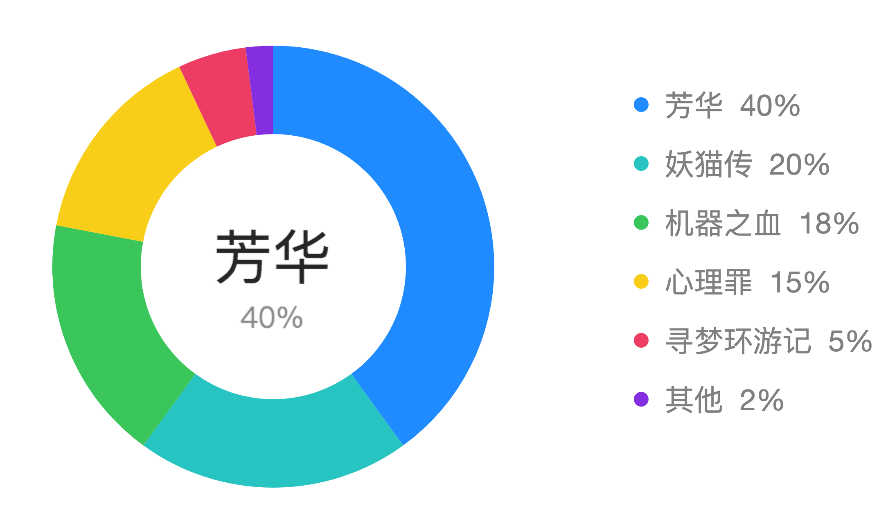 芳华
40%
芳华 40%
妖猫传 20%
机器之血 18%
心理罪 15%
寻梦环游记 5%
其他 2%